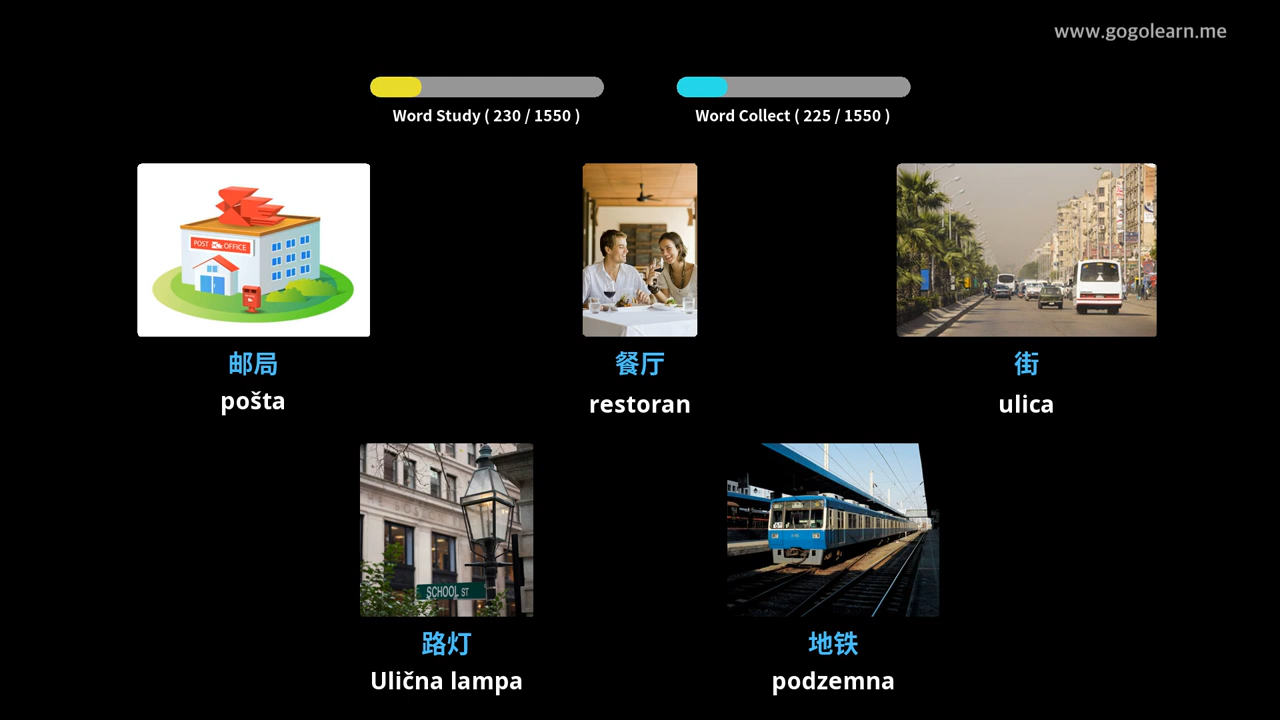 www.gogolearn.me
Word Study ( 230 / 1550 )
Word Collect ( 225 / 1550 )
POST OFFICE
邮局
餐厅
街
pošta
restoran
ulica
SCHOOL ST
路灯
地铁
Ulična lampa
podzemna